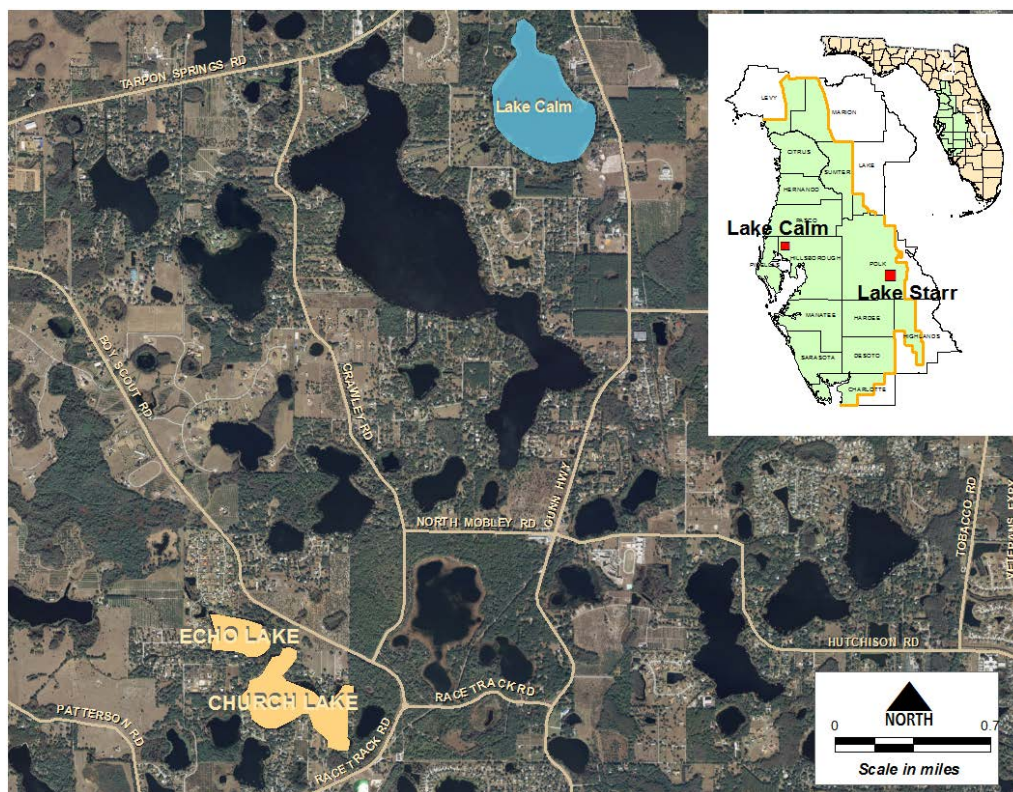 TARPON SPRINGS RD
Lake Calm
BOY SCOUT RD.
CRAWLEY RD
GUNN HWX
NORTH MOBLEY RD
TOBACCO RD
VETERANS EXPY
HUTCHISON RD
ECHO LAKE
CHURCH LAKE
PATTERSON RD
RACE TRACK RD
RACE TRACK RD
LEVY
MARION
CITRUS
SUMTER
LAKE
HERNANDO
PASCO
Lake Calm
HILLSBOROUGH
PINELLAS
POLK
Lake Starr
MANATEE
HARDEE
HIGHLANDS
SARASOTA
DESOTO
CHARLOTTE
NORTH
0 0.7
Scale in miles